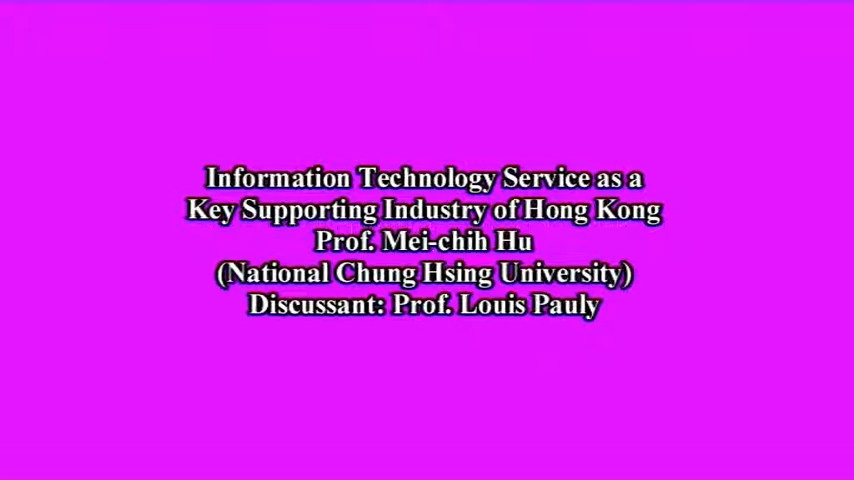 Information Technology Service as a
Key Supporting Industry of Hong Kong
Prof. Mei-chih Hu
(National Chung Hsing University)
Discussant: Prof. Louis Pauly